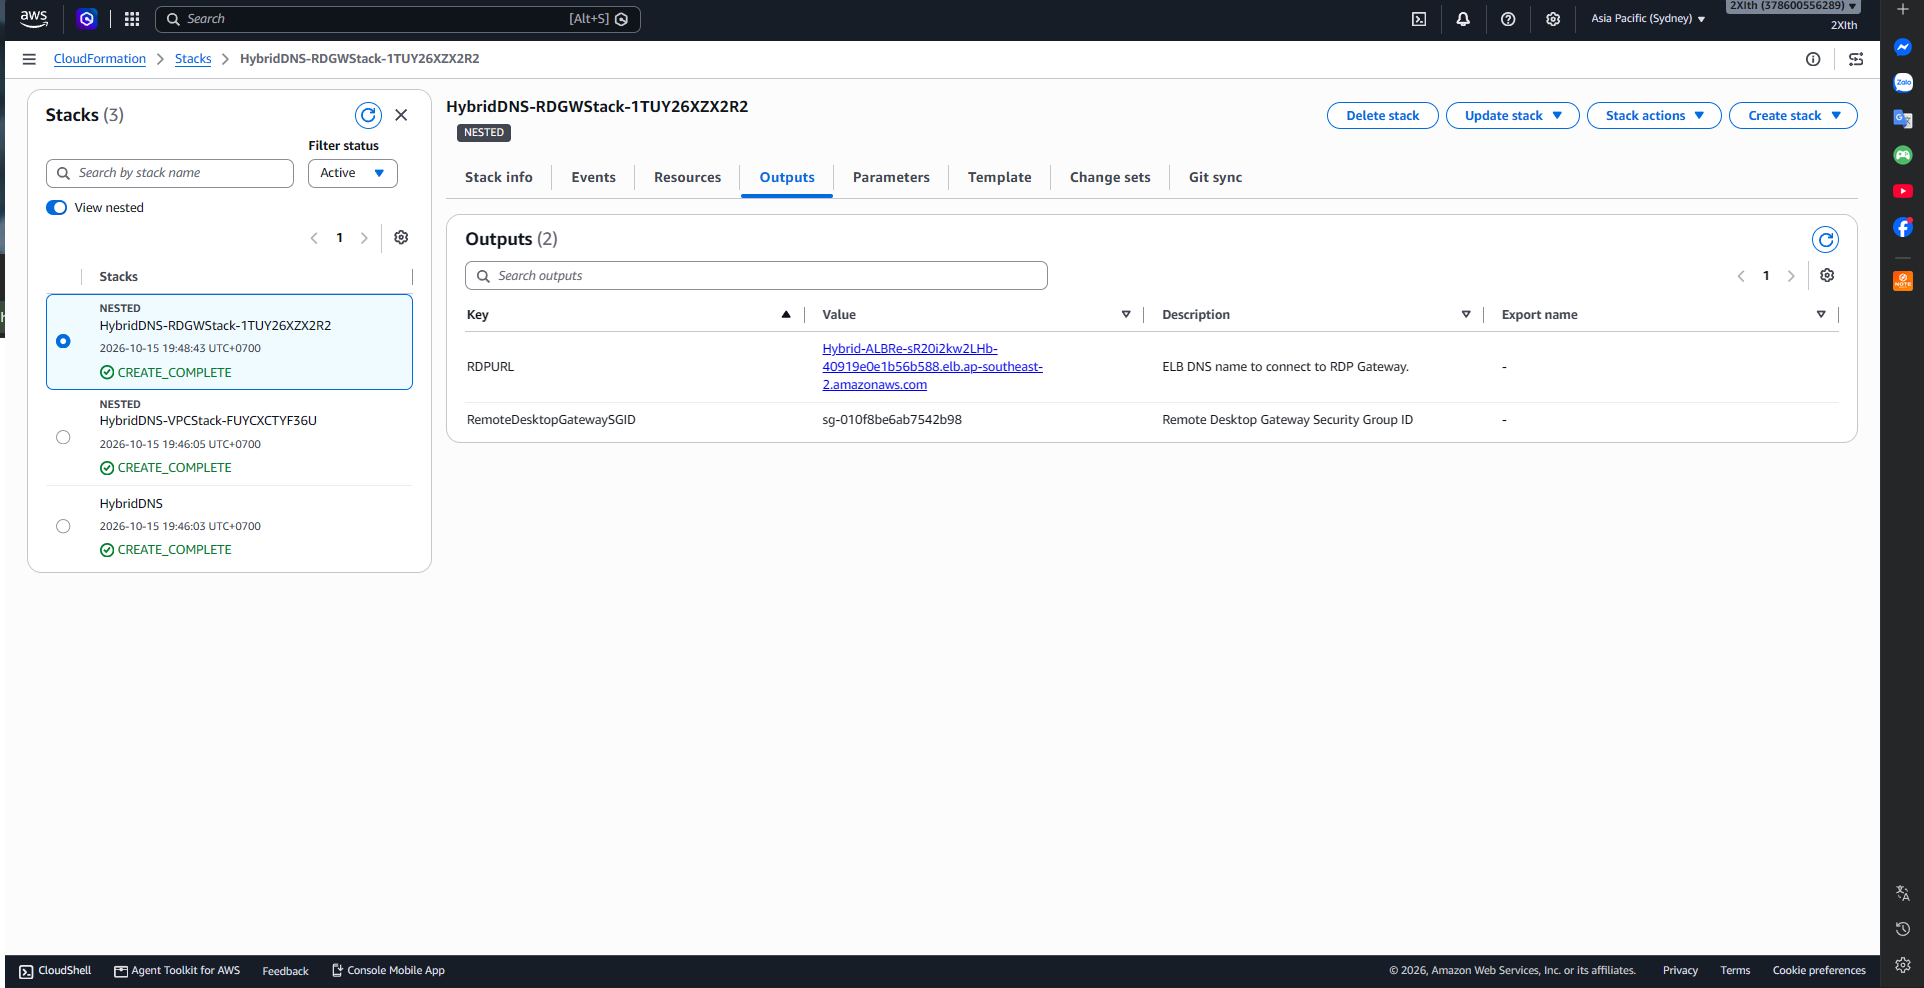 aws
Search
[Alt+S]
Asia Pacific (Sydney)
2XIth (378600556289)
2XIth
CloudFormation
Stacks
HybridDNS-RDGWStack-1TUY26XZX2R2
Stacks (3)
Filter status
Search by stack name
Active
View nested
1
Stacks
NESTED
HybridDNS-RDGWStack-1TUY26XZX2R2
2026-10-15 19:48:43 UTC+0700
CREATE_COMPLETE
NESTED
HybridDNS-VPCStack-FUYCXCTYF36U
2026-10-15 19:46:05 UTC+0700
CREATE_COMPLETE
HybridDNS
2026-10-15 19:46:03 UTC+0700
CREATE_COMPLETE
HybridDNS-RDGWStack-1TUY26XZX2R2
NESTED
Delete stack
Update stack
Stack actions
Create stack
Stack info
Events
Resources
Outputs
Parameters
Template
Change sets
Git sync
Outputs (2)
Search outputs
1
Key
Value
Description
Export name
RDPURL
Hybrid-ALBRe-sR20i2kw2LHb-
40919e0e1b56b588.elb.ap-southeast-
2.amazonaws.com
ELB DNS name to connect to RDP Gateway.
-
RemoteDesktopGatewaySGID
sg-010f8be6ab7542b98
Remote Desktop Gateway Security Group ID
-
Zalo
NOTE
CloudShell
Agent Toolkit for AWS
Feedback
Console Mobile App
© 2026, Amazon Web Services, Inc. or its affiliates.
Privacy
Terms
Cookie preferences